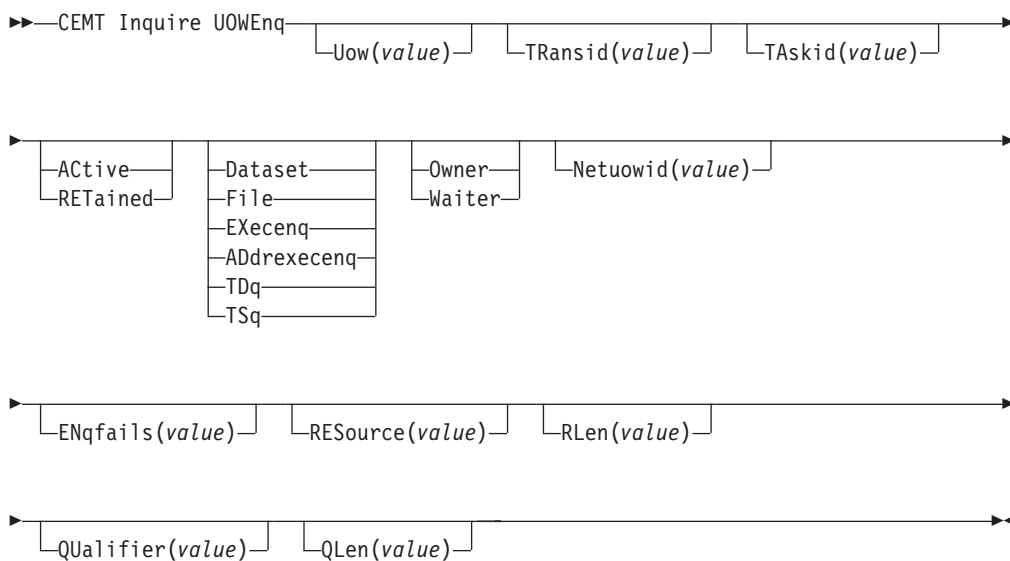 CEMT Inquire UOWEnq
Uow(value) TRansid(value) TAskid(value)
ACtive Dataset Owner Netuowid(value)
RETained File Waiter
EXecenq
ADdrexecenq
TDq
TSq
ENqfails(value) RESource(value) RLen(value)
QUalifier(value) QLen(value)